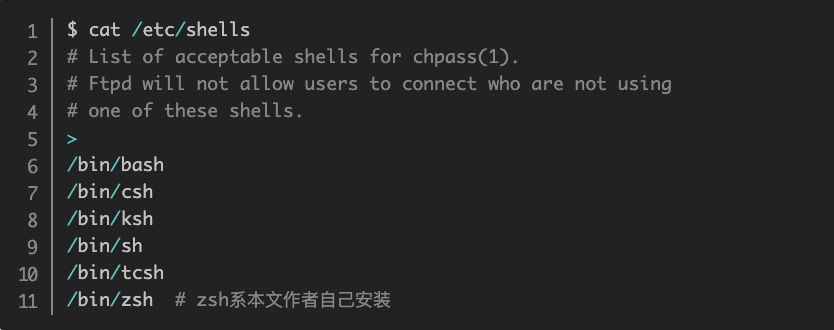 1 $ cat /etc/shells
2 # List of acceptable shells for chpass(1).
3 # Ftpd will not allow users to connect who are not using
4 # one of these shells.
5 >
6 /bin/bash
7 /bin/csh
8 /bin/ksh
9 /bin/sh
10 /bin/tcsh
11 /bin/zsh  # zsh系本文作者自己安装